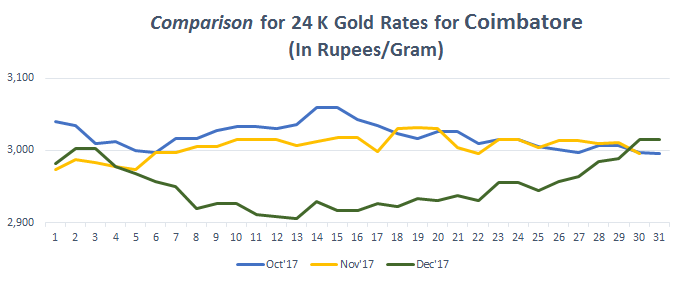 Comparison for 24 K Gold Rates for Coimbatore
(In Rupees/Gram)
3,100
3,000
2,900
1 2 3 4 5 6 7 8 9 10 11 12 13 14 15 16 17 18 19 20 21 22 23 24 25 26 27 28 29 30 31
Oct'17 Nov'17 Dec'17